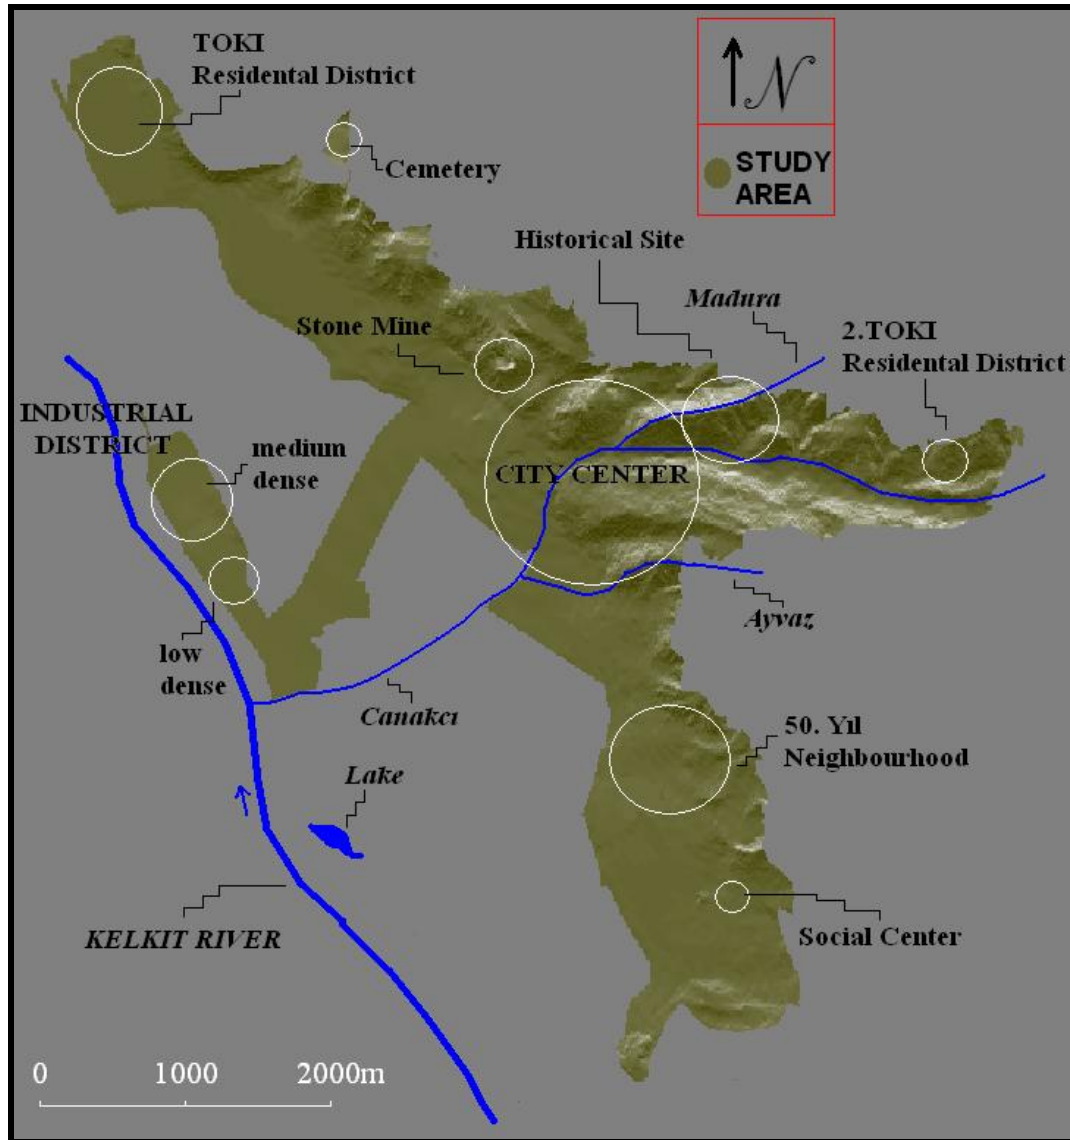 TOKI
Residental District
N
STUDY
AREA
Cemetery
Historical Site
Madura
Stone Mine
2.TOKI
Residental District
INDUSTRIAL
DISTRICT
medium
dense
CITY CENTER
Ayvaz
low
dense
Canakcı
50. Yıl
Neighbourhood
Lake
KELKIT RIVER
Social Center
0 1000 2000m